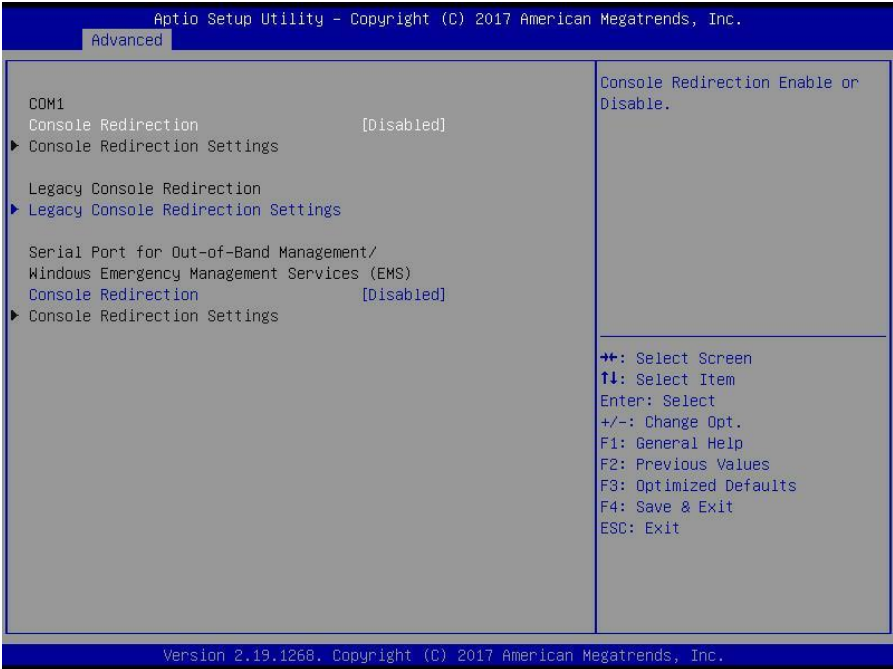 Aptio Setup Utility – Copyright (C) 2017 American Megatrends, Inc.
Advanced
COM1
Console Redirection [Disabled]
▶ Console Redirection Settings
Legacy Console Redirection
▶ Legacy Console Redirection Settings
Serial Port for Out-of-Band Management/
Windows Emergency Management Services (EMS)
Console Redirection [Disabled]
▶ Console Redirection Settings
Console Redirection Enable or
Disable.
→←: Select Screen
↑↓: Select Item
Enter: Select
+/-: Change Opt.
F1: General Help
F2: Previous Values
F3: Optimized Defaults
F4: Save & Exit
ESC: Exit
Version 2.19.1268. Copyright (C) 2017 American Megatrends, Inc.